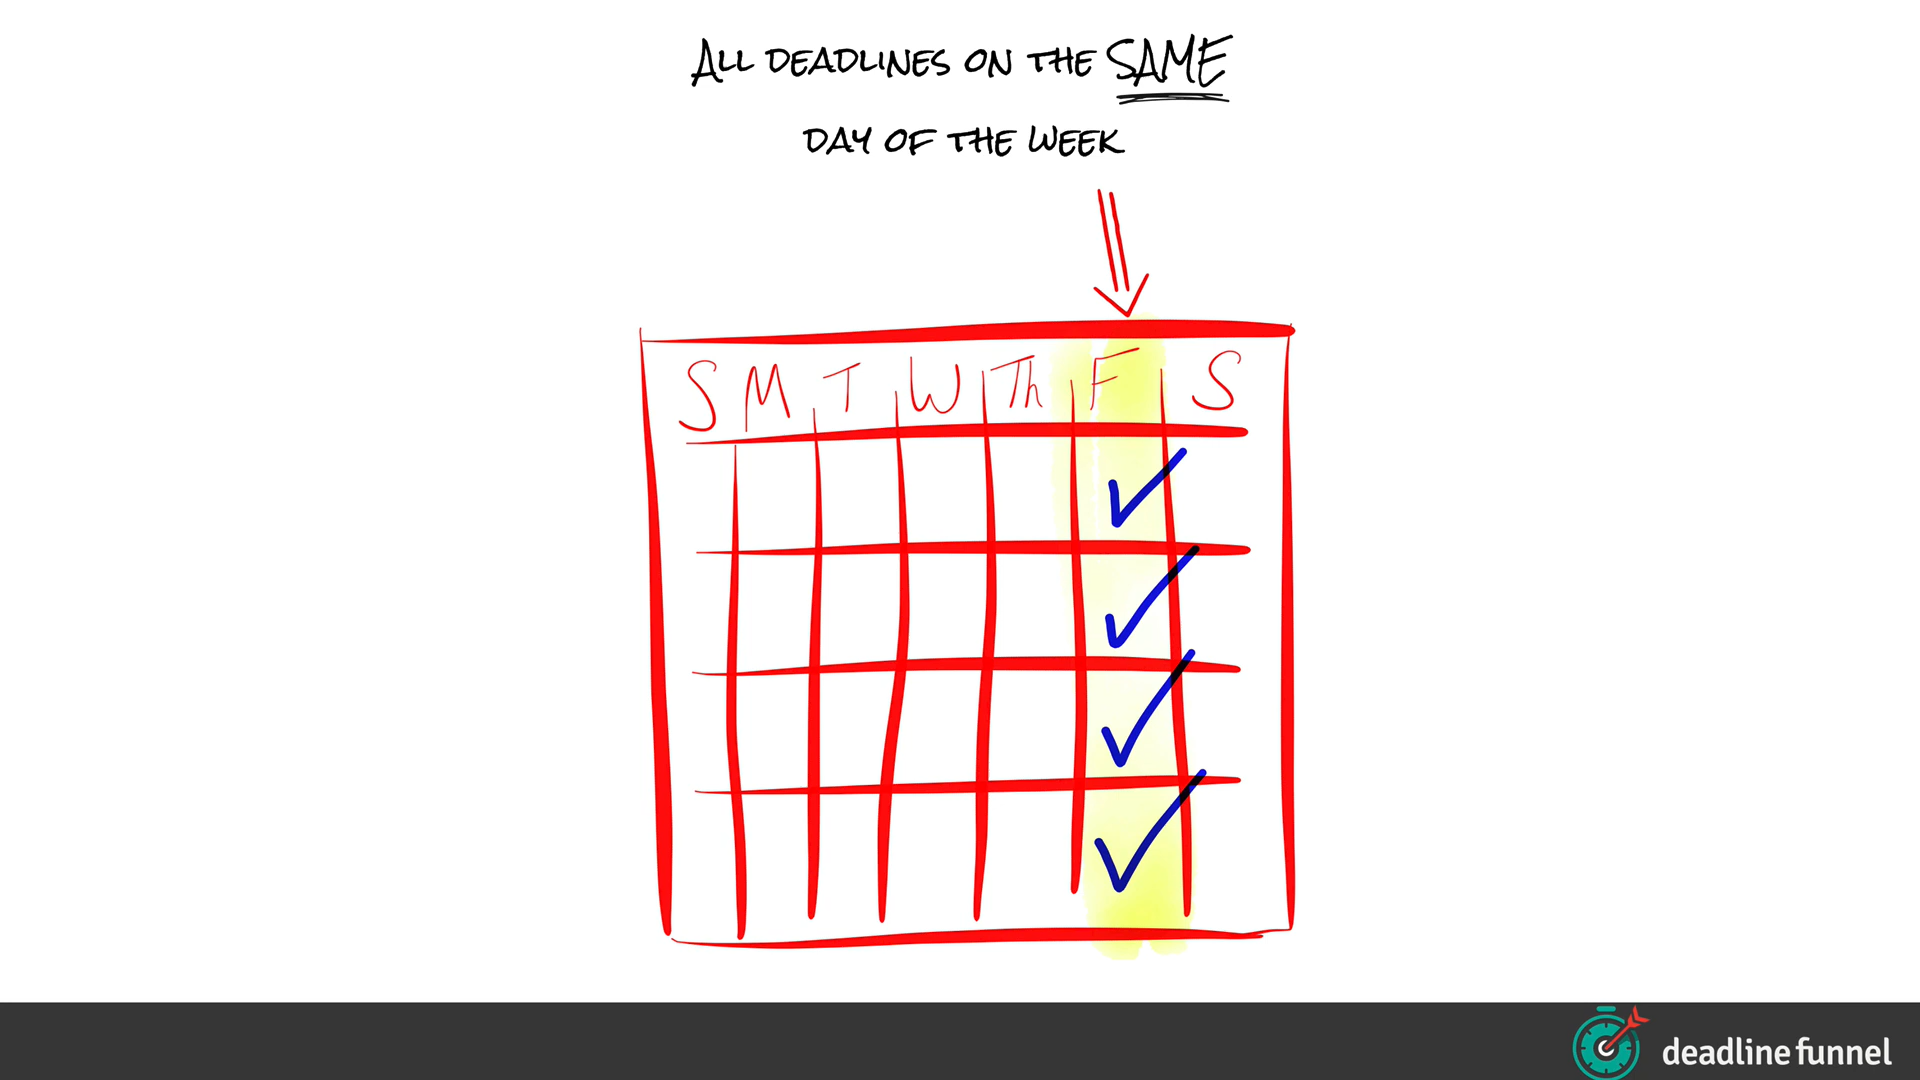 ALL DEADLINES ON THE SAME
DAY OF THE WEEK
S M T W Th F S
deadline funnel